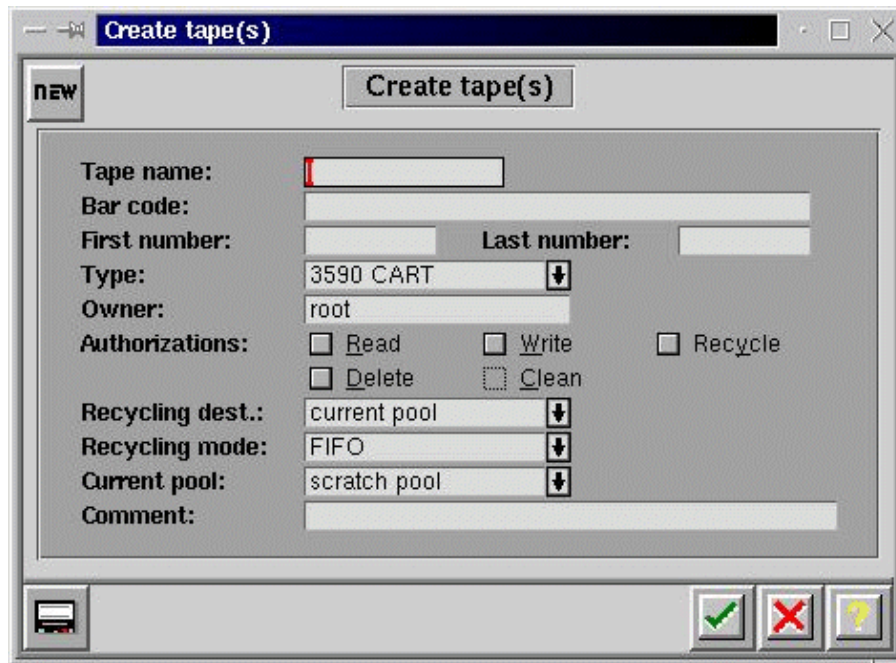 Create tape(s)
NEW
Create tape(s)
Tape name:
Bar code:
First number: Last number:
Type: 3590 CART
Owner: root
Authorizations: Read Write Recycle
Delete Clean
Recycling dest.: current pool
Recycling mode: FIFO
Current pool: scratch pool
Comment:
?